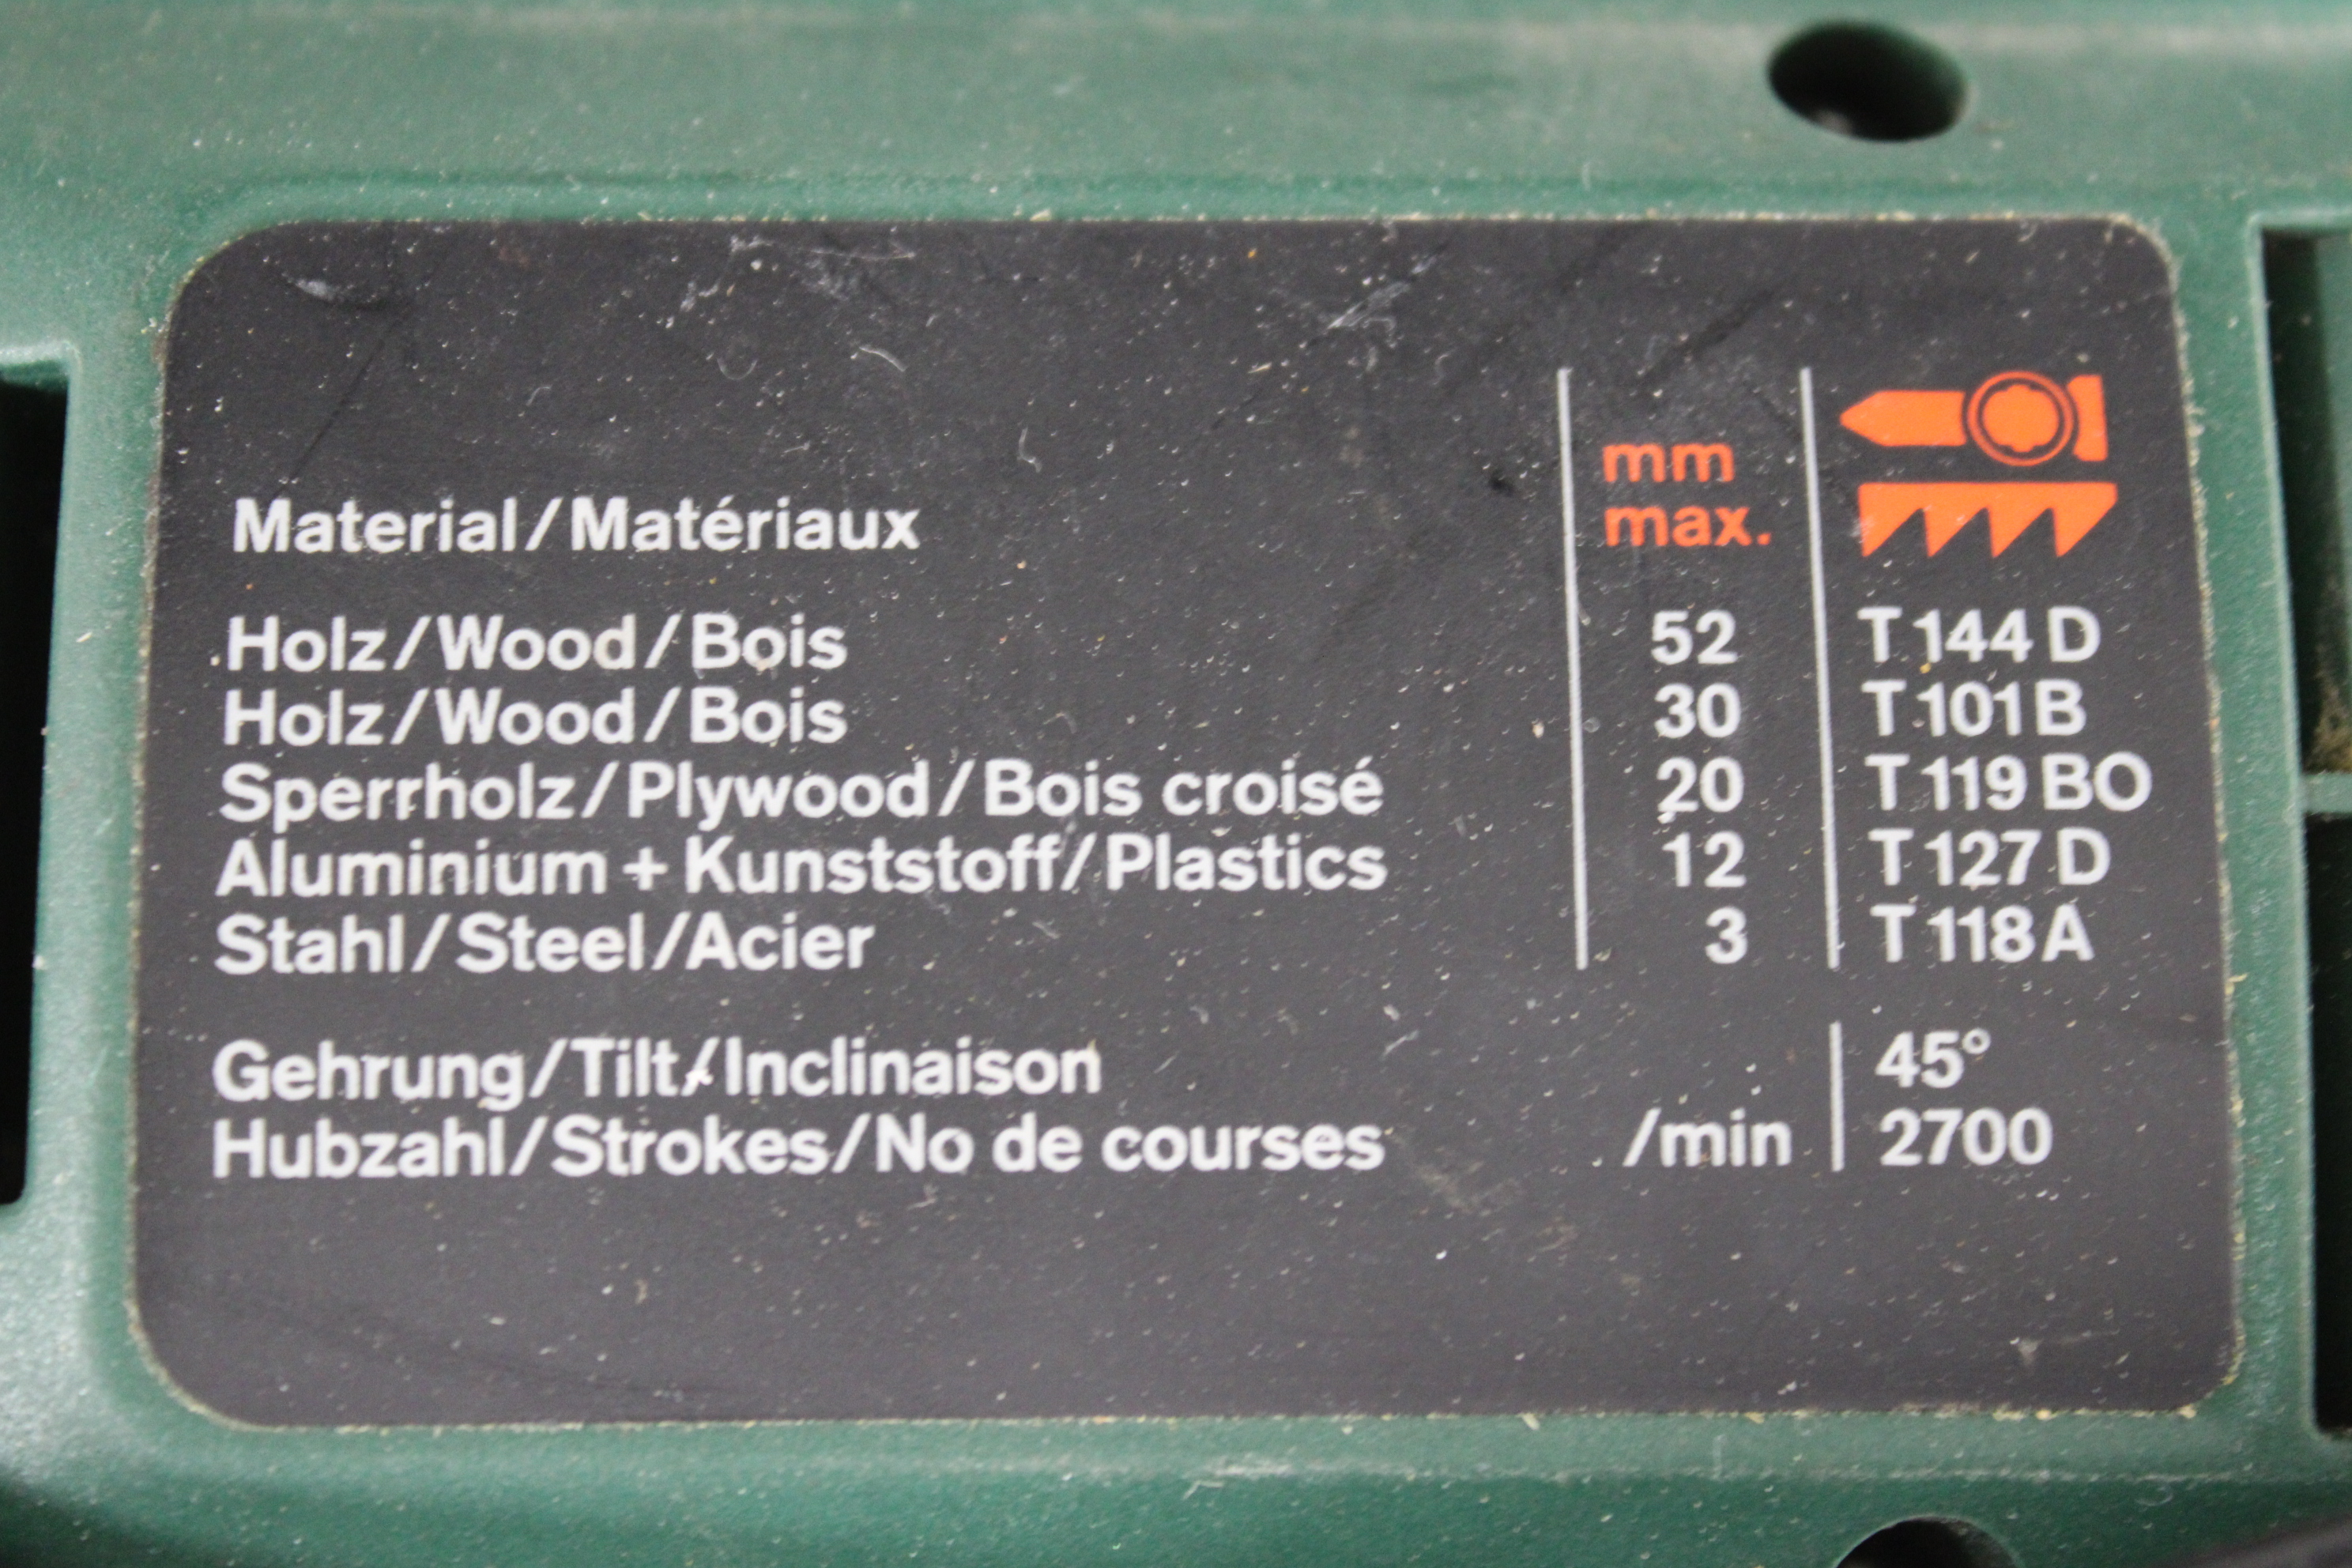 mm
Material/Matériaux max.
Holz/Wood/Bois 52 T 144 D
Holz/Wood/Bois 30 T 101 B
Sperrholz/Plywood/Bois croisé 20 T 119 BO
Aluminium + Kunststoff/Plastics 12 T 127 D
Stahl/Steel/Acier 3 T 118 A
Gehrung/Tilt/Inclinaison 45°
Hubzahl/Strokes/No de courses /min 2700